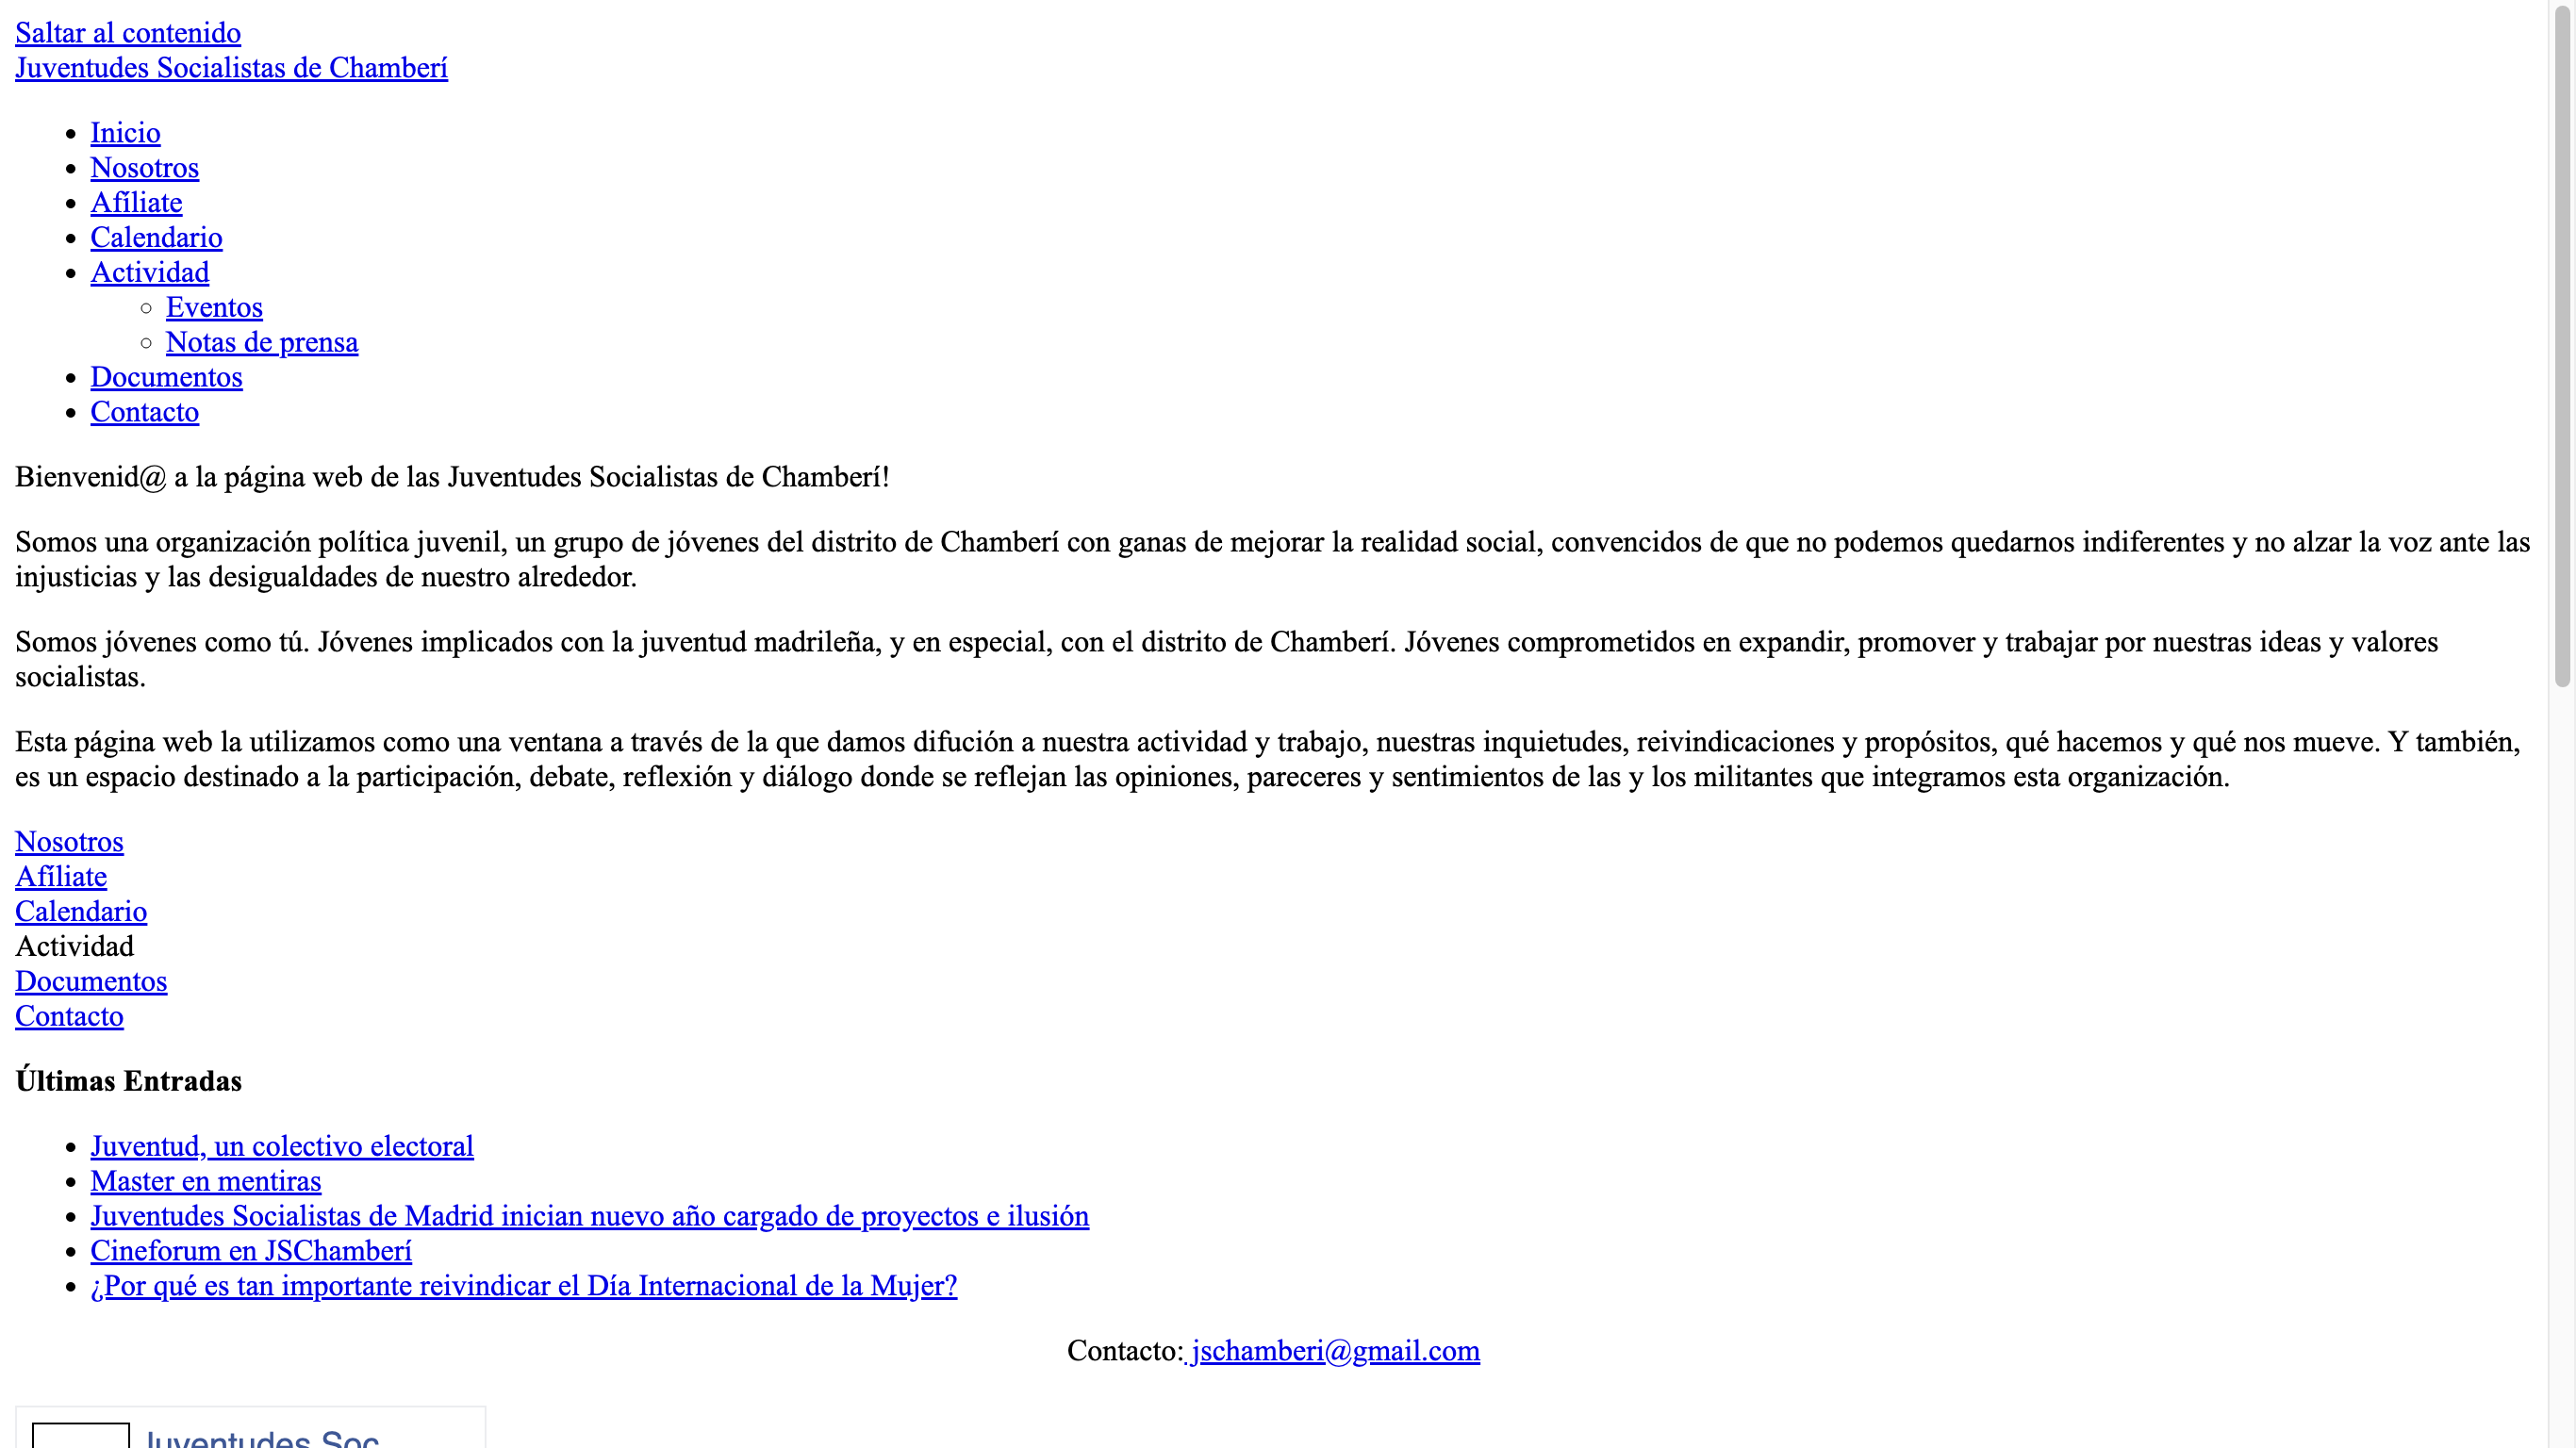 Saltar al contenido
Juventudes Socialistas de Chamberí
Inicio
Nosotros
Afíliate
Calendario
Actividad
Eventos
Notas de prensa
Documentos
Contacto
Bienvenid@ a la página web de las Juventudes Socialistas de Chamberí!
Somos una organización política juvenil, un grupo de jóvenes del distrito de Chamberí con ganas de mejorar la realidad social, convencidos de que no podemos quedarnos indiferentes y no alzar la voz ante las
injusticias y las desigualdades de nuestro alrededor.
Somos jóvenes como tú. Jóvenes implicados con la juventud madrileña, y en especial, con el distrito de Chamberí. Jóvenes comprometidos en expandir, promover y trabajar por nuestras ideas y valores
socialistas.
Esta página web la utilizamos como una ventana a través de la que damos difución a nuestra actividad y trabajo, nuestras inquietudes, reivindicaciones y propósitos, qué hacemos y qué nos mueve. Y también,
es un espacio destinado a la participación, debate, reflexión y diálogo donde se reflejan las opiniones, pareceres y sentimientos de las y los militantes que integramos esta organización.
Nosotros
Afíliate
Calendario
Actividad
Documentos
Contacto
Últimas Entradas
Juventud, un colectivo electoral
Master en mentiras
Juventudes Socialistas de Madrid inician nuevo año cargado de proyectos e ilusión
Cineforum en JSChamberí
¿Por qué es tan importante reivindicar el Día Internacional de la Mujer?
Contacto: jschamberi@gmail.com
Juventudes Soc